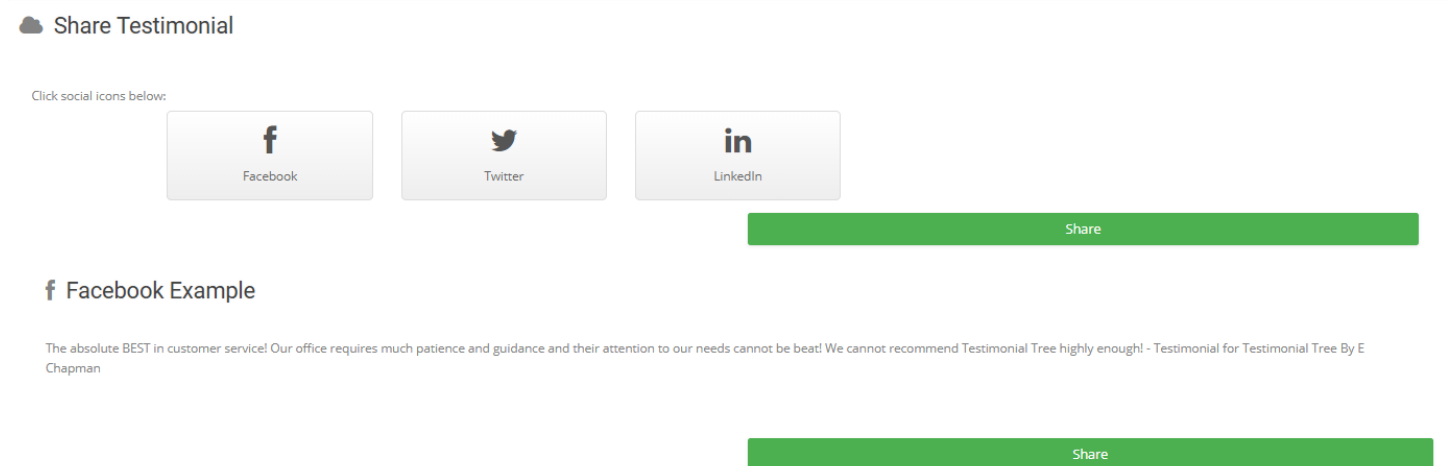 Share Testimonial
Click social icons below:
Facebook
Twitter
LinkedIn
Share
Facebook Example
The absolute BEST in customer service! Our office requires much patience and guidance and their attention to our needs cannot be beat! We cannot recommend Testimonial Tree highly enough! - Testimonial for Testimonial Tree By E
Chapman
Share